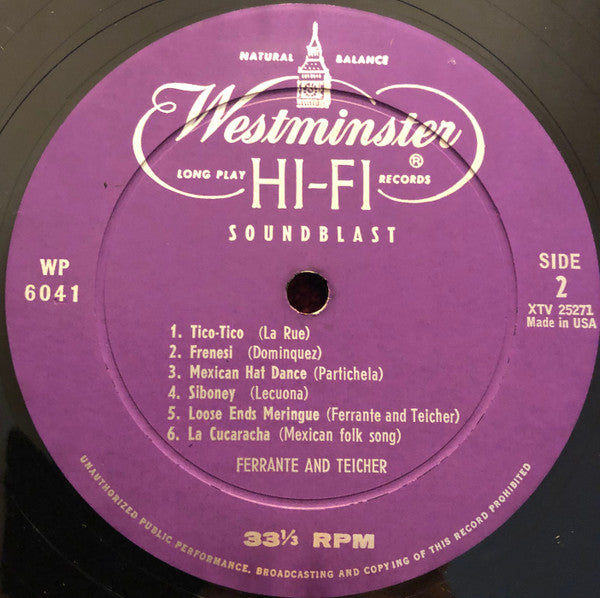 NATURAL BALANCE
Westminster
LONG PLAY HI-FI ® RECORDS
SOUNDBLAST
WP
6041
SIDE
2
XTV 25271
Made in USA
1. Tico-Tico (La Rue)
2. Frenesi (Dominquez)
3. Mexican Hat Dance (Partichela)
4. Siboney (Lecuona)
5. Loose Ends Meringue (Ferrante and Teicher)
6. La Cucaracha (Mexican folk song)
FERRANTE AND TEICHER
33⅓ RPM
UNAUTHORIZED PUBLIC PERFORMANCE, BROADCASTING AND COPYING OF THIS RECORD PROHIBITED